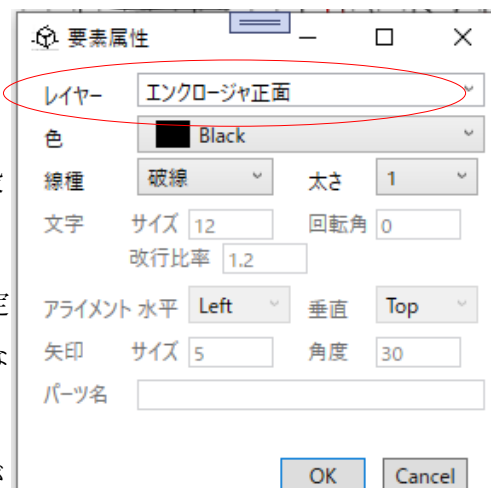 要素属性
レイヤー エンクロージャ正面
色 Black
線種 破線 太さ 1
文字 サイズ 12 回転角 0
改行比率 1.2
アライメント 水平 Left 垂直 Top
矢印 サイズ 5 角度 30
パーツ名
OK Cancel